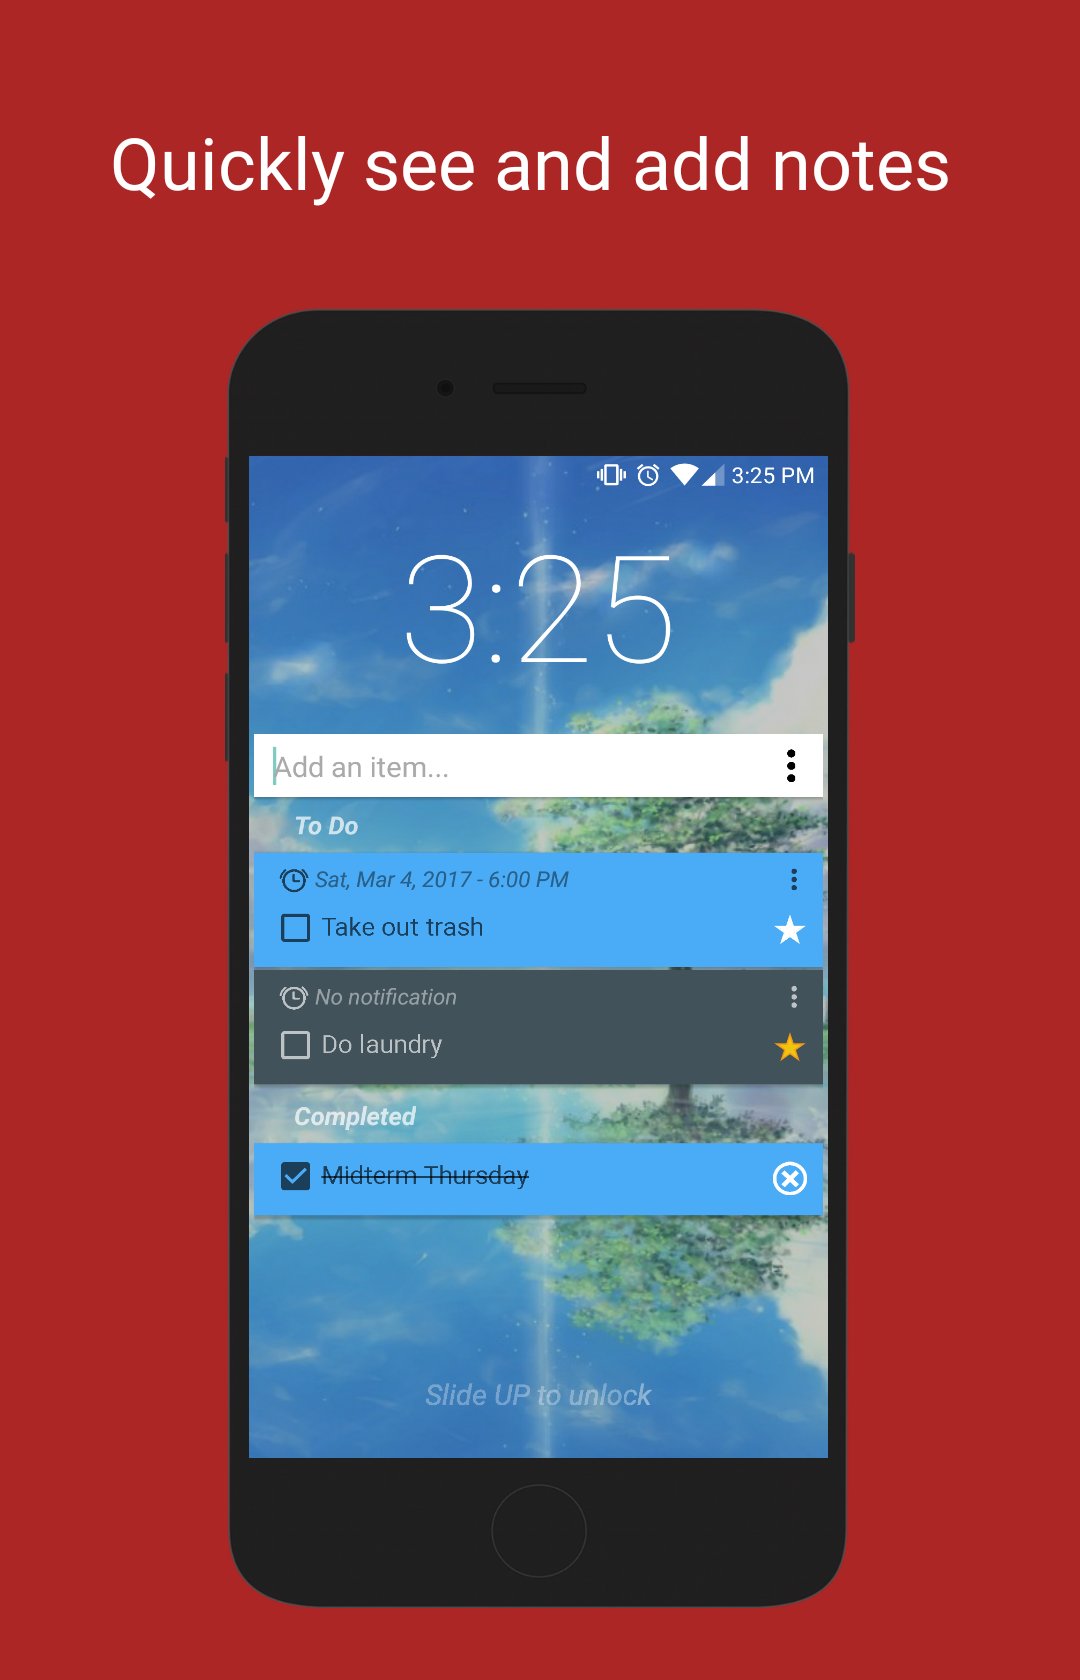 Quickly see and add notes
3:25 PM
3:25
Add an item...
To Do
Sat, Mar 4, 2017 - 6:00 PM
Take out trash
No notification
Do laundry
Completed
Midterm Thursday
Slide UP to unlock